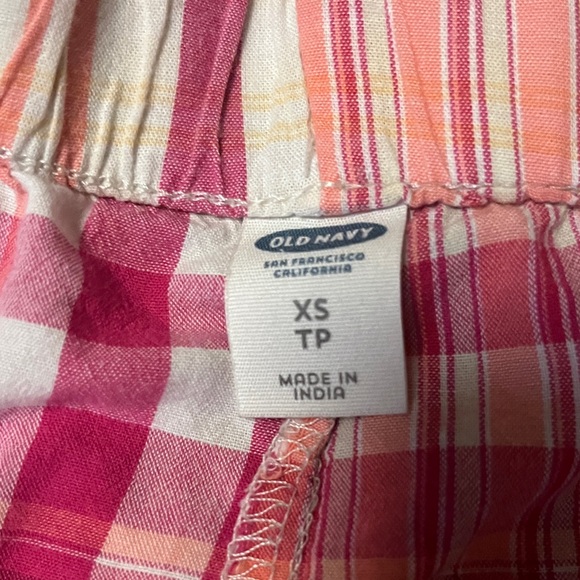 OLD NAVY
SAN FRANCISCO
CALIFORNIA
XS
TP
MADE IN
INDIA